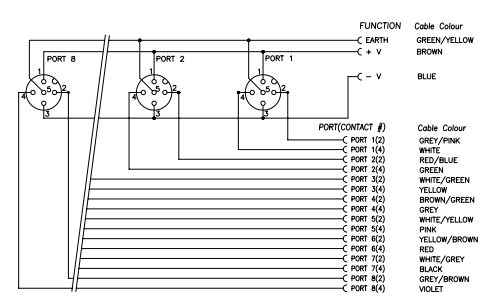 FUNCTION Cable Colour
EARTH GREEN/YELLOW
+ V BROWN
PORT 8 PORT 2 PORT 1
- V BLUE
1 1 1
4 5 2 4 5 2 4 5 2
3 3 3
PORT(CONTACT #) Cable Colour
PORT 1(2) GREY/PINK
PORT 1(4) WHITE
PORT 2(2) RED/BLUE
PORT 2(4) GREEN
PORT 3(2) WHITE/GREEN
PORT 3(4) YELLOW
PORT 4(2) BROWN/GREEN
PORT 4(4) GREY
PORT 5(2) WHITE/YELLOW
PORT 5(4) PINK
PORT 6(2) YELLOW/BROWN
PORT 6(4) RED
PORT 7(2) WHITE/GREY
PORT 7(4) BLACK
PORT 8(2) GREY/BROWN
PORT 8(4) VIOLET